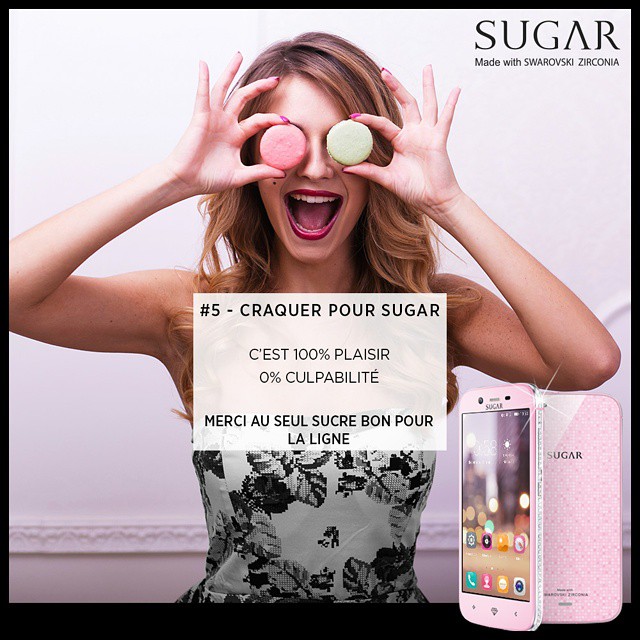 SUGAR
Made with SWAROVSKI ZIRCONIA
#5 - CRAQUER POUR SUGAR
C'EST 100% PLAISIR
0% CULPABILITÉ
MERCI AU SEUL SUCRE BON POUR
LA LIGNE
SUGAR
SUGAR